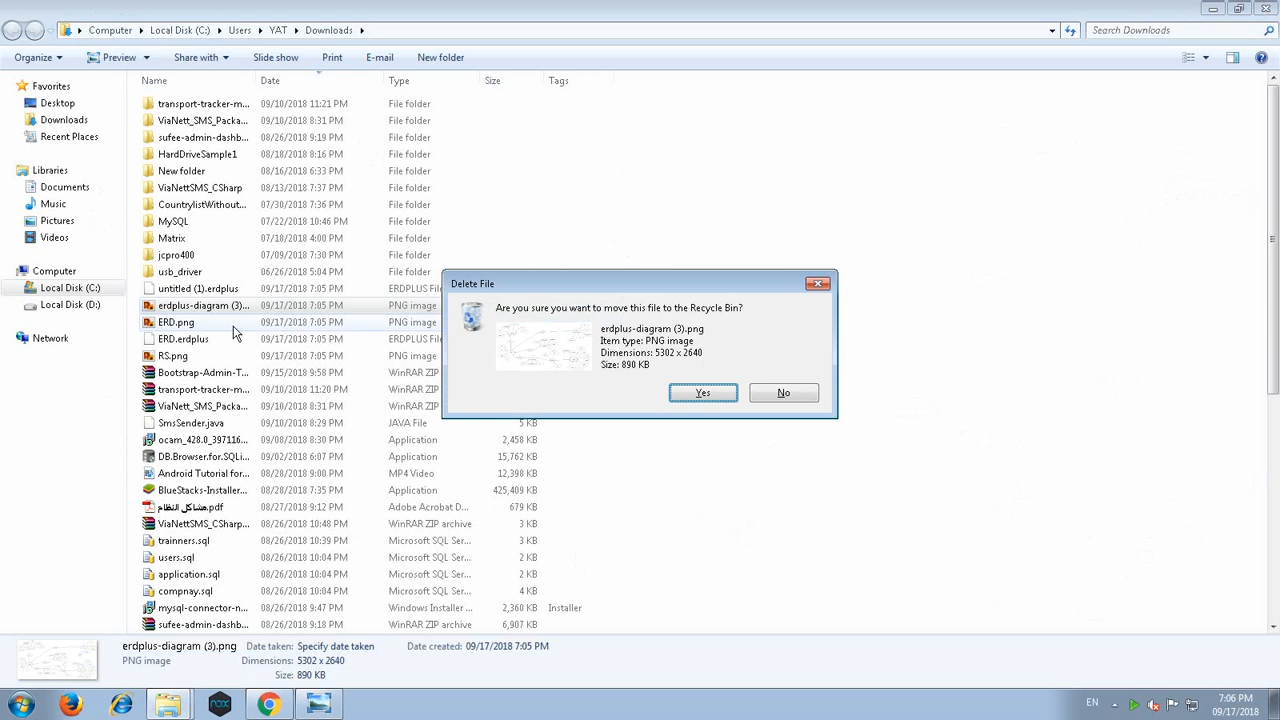 Computer ▸ Local Disk (C:) ▸ Users ▸ YAT ▸ Downloads ▸
Search Downloads
Organize Preview Share with Slide show Print E-mail New folder
Name Date Type Size Tags
Favorites
Desktop
Downloads
Recent Places
Libraries
Documents
Music
Pictures
Videos
Computer
Local Disk (C:)
Local Disk (D:)
Network
transport-tracker-m... 09/10/2018 11:21 PM File folder
ViaNett_SMS_Packa... 09/10/2018 8:31 PM File folder
sufee-admin-dashb... 08/26/2018 9:19 PM File folder
HardDriveSample1 08/18/2018 8:16 PM File folder
New folder 08/16/2018 6:33 PM File folder
ViaNettSMS_CSharp 08/13/2018 7:37 PM File folder
CountrylistWithout... 07/30/2018 7:36 PM File folder
MySQL 07/22/2018 10:46 PM File folder
Matrix 07/18/2018 4:00 PM File folder
jcpro400 07/09/2018 7:30 PM File folder
usb_driver 06/26/2018 5:04 PM File folder
untitled (1).erdplus 09/17/2018 7:05 PM ERDPLUS File
erdplus-diagram (3)... 09/17/2018 7:05 PM PNG image
ERD.png 09/17/2018 7:05 PM PNG image
ERD.erdplus 09/17/2018 7:05 PM ERDPLUS File
RS.png 09/17/2018 7:05 PM PNG image
Bootstrap-Admin-T... 09/15/2018 9:58 PM WinRAR ZIP
transport-tracker-m... 09/10/2018 11:20 PM WinRAR ZIP
ViaNett_SMS_Packa... 09/10/2018 8:31 PM WinRAR ZIP
SmsSender.java 09/10/2018 8:31 PM JAVA File 5 KB
ocam_428.0_397116... 09/08/2018 8:30 PM Application 2,458 KB
DB.Browser.for.SQLi... 09/02/2018 6:06 PM Application 15,762 KB
Android Tutorial for... 08/28/2018 9:00 PM MP4 Video 12,398 KB
BlueStacks-Installer... 08/28/2018 7:35 PM Application 425,409 KB
مشاكل النظام.pdf 08/27/2018 9:12 PM Adobe Acrobat D... 679 KB
ViaNettSMS_CSharp... 08/26/2018 10:48 PM WinRAR ZIP archive 3 KB
trainners.sql 08/26/2018 10:39 PM Microsoft SQL Ser... 3 KB
users.sql 08/26/2018 10:04 PM Microsoft SQL Ser... 2 KB
application.sql 08/26/2018 10:04 PM Microsoft SQL Ser... 2 KB
compnay.sql 08/26/2018 10:04 PM Microsoft SQL Ser... 4 KB
mysql-connector-n... 08/26/2018 9:47 PM Windows Installer ... 2,360 KB Installer
sufee-admin-dashb... 08/26/2018 9:18 PM WinRAR ZIP archive 6,907 KB
Delete File
Are you sure you want to move this file to the Recycle Bin?
erdplus-diagram (3).png
Item type: PNG image
Dimensions: 5302 x 2640
Size: 890 KB
Yes No
erdplus-diagram (3).png Date taken: Specify date taken Date created: 09/17/2018 7:05 PM
PNG image Dimensions: 5302 x 2640
Size: 890 KB
nox
EN
7:06 PM
09/17/2018